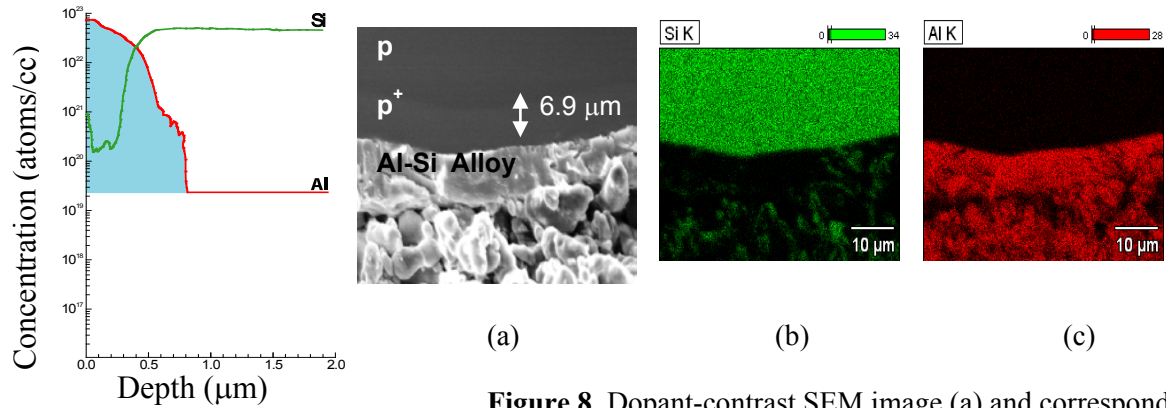 Concentration (atoms/cc)
10²³
10²²
10²¹
10²⁰
10¹⁹
10¹⁸
10¹⁷
0.0 0.5 1.0 1.5 2.0
Depth (μm)
Si
Al
p
p⁺
6.9 μm
Al-Si Alloy
(a)
Si K
0 34
10 μm
(b)
Al K
0 28
10 μm
(c)
Figure 8. Dopant-contrast SEM image (a) and correspond